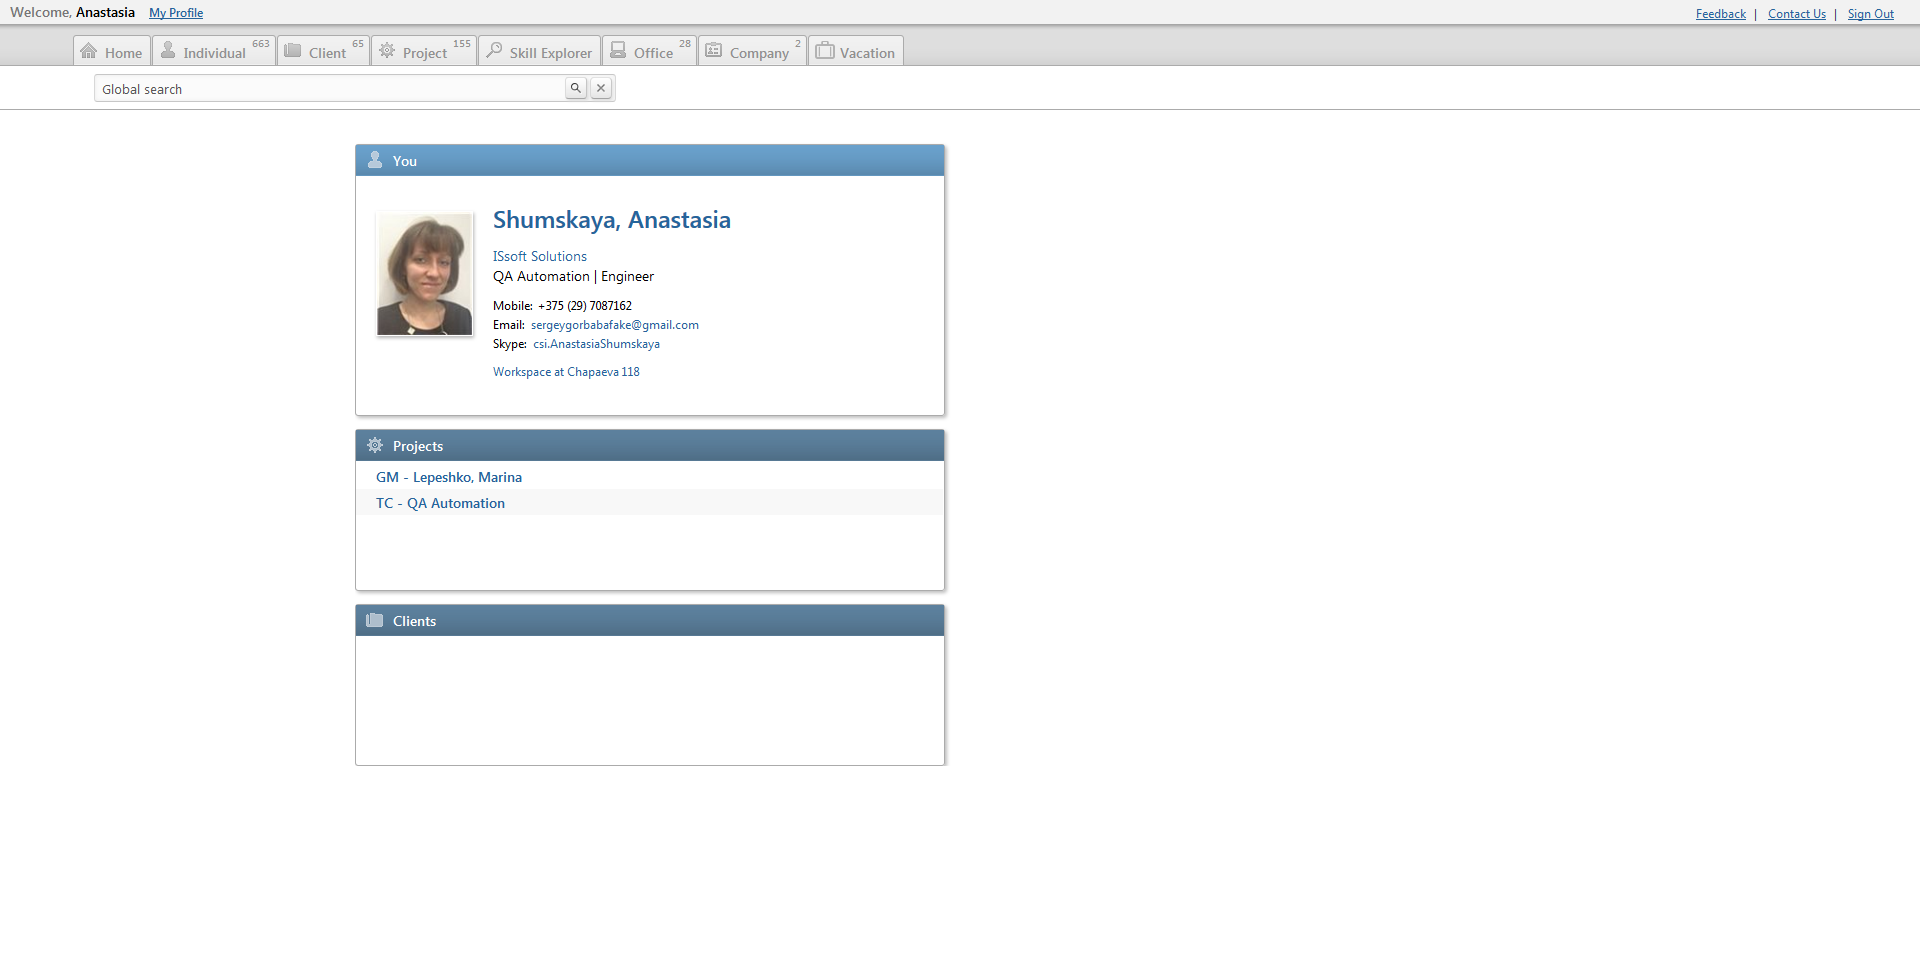 Welcome, Anastasia My Profile Feedback | Contact Us | Sign Out
Home Individual 663 Client 65 Project 155 Skill Explorer Office 28 Company 2 Vacation
Global search
You
Shumskaya, Anastasia
ISsoft Solutions
QA Automation | Engineer
Mobile: +375 (29) 7087162
Email: sergeygorbabafake@gmail.com
Skype: csi.AnastasiaShumskaya
Workspace at Chapaeva 118
Projects
GM - Lepeshko, Marina
TC - QA Automation
Clients